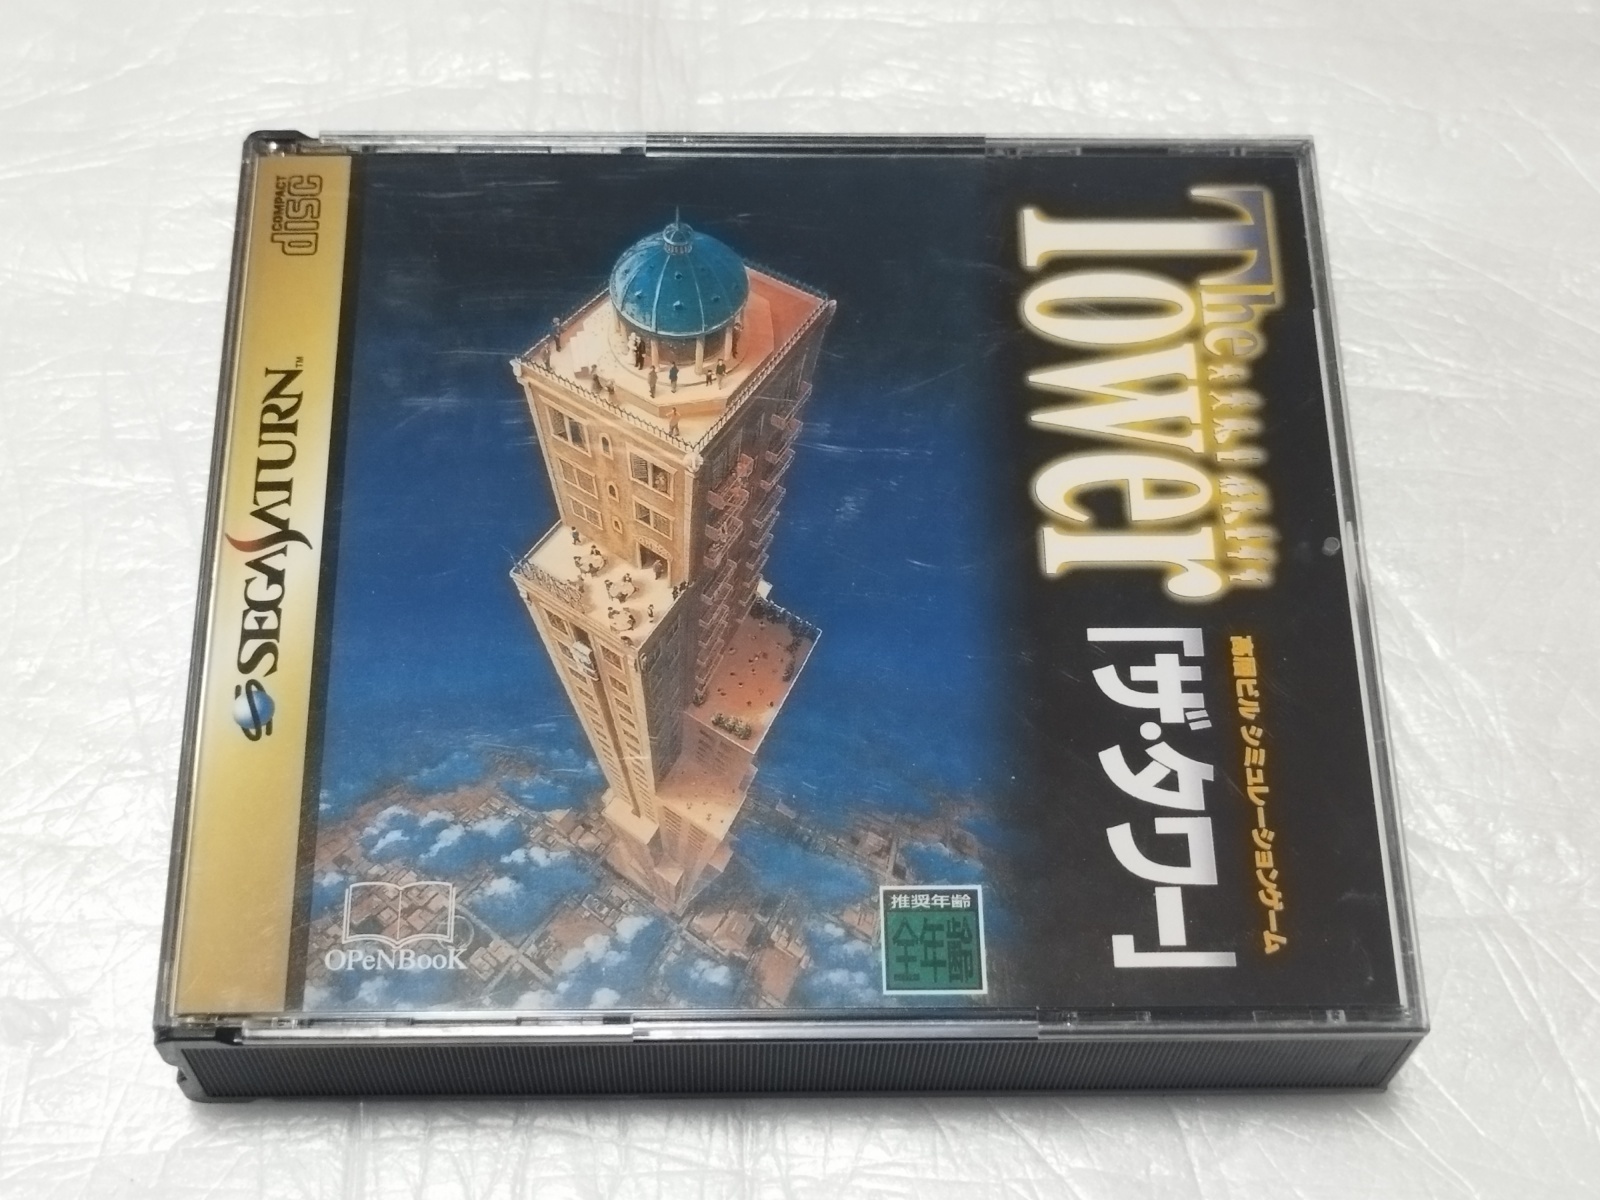 The
Tower
「ザ・タワー」
高層ビル シミュレーションゲーム
COMPACT
disc
SEGA SATURN™
推奨年齢
全年齢
OPeNBooK